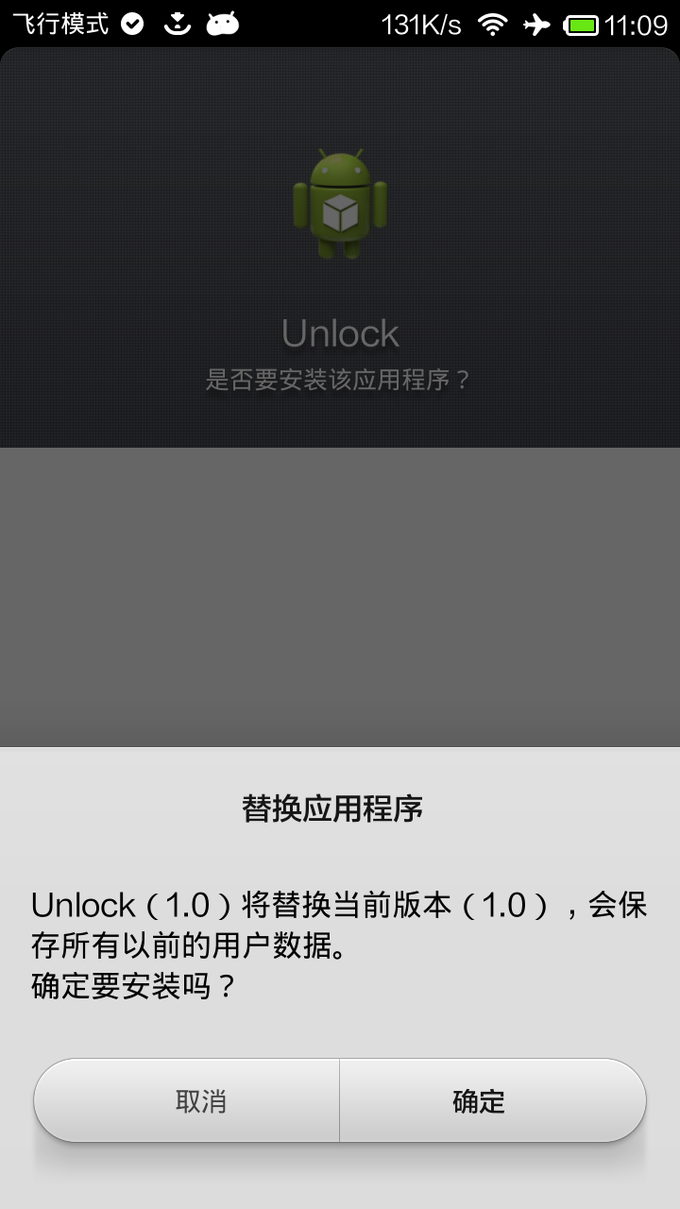 飞行模式 131K/s 11:09
Unlock
是否要安装该应用程序？
替换应用程序
Unlock（1.0）将替换当前版本（1.0），会保
存所有以前的用户数据。
确定要安装吗？
取消 确定